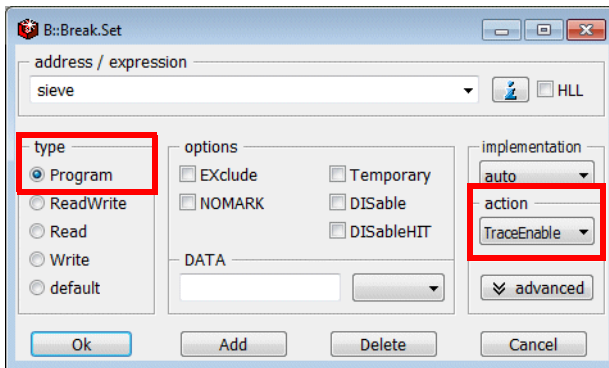 B::Break.Set
address / expression
sieve
HLL
type
options
implementation
Program
EXclude
Temporary
auto
ReadWrite
NOMARK
DISable
action
Read
DISableHIT
TraceEnable
Write
DATA
default
advanced
Ok
Add
Delete
Cancel